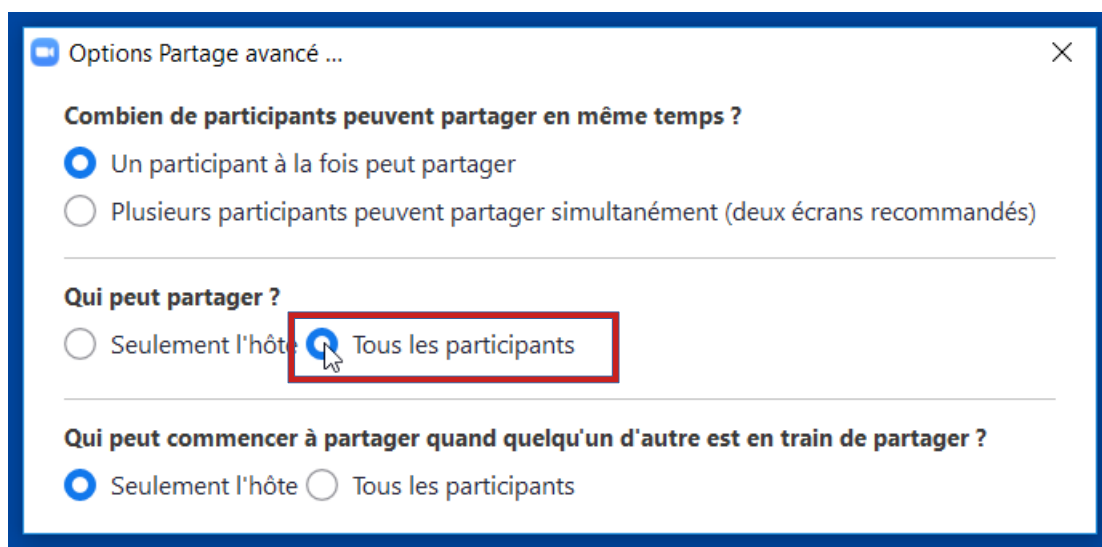 Options Partage avancé ...
Combien de participants peuvent partager en même temps ?
Un participant à la fois peut partager
Plusieurs participants peuvent partager simultanément (deux écrans recommandés)
Qui peut partager ?
Seulement l'hôte Tous les participants
Qui peut commencer à partager quand quelqu'un d'autre est en train de partager ?
Seulement l'hôte Tous les participants